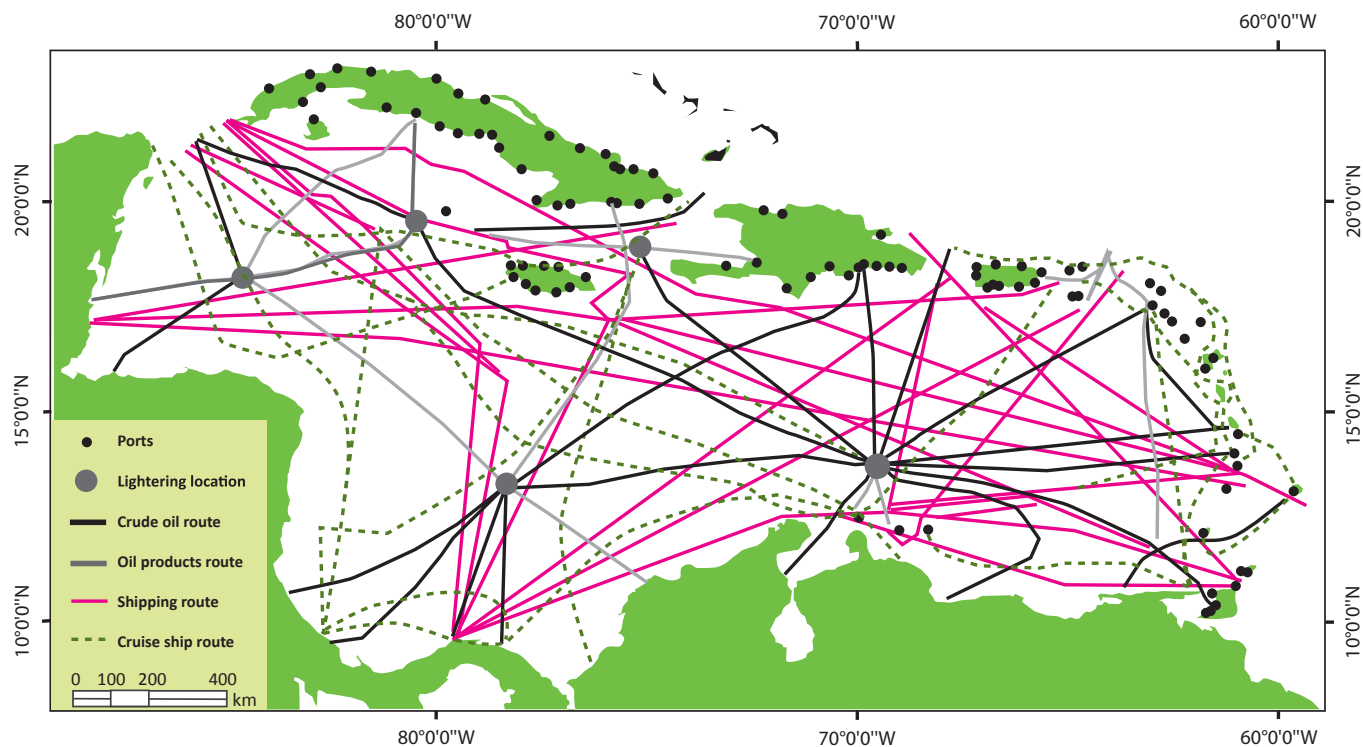 80°0'0"W 70°0'0"W 60°0'0"W
20°0'0"N 20°0'0"N
15°0'0"N 15°0'0"N
Ports
Lightering location
Crude oil route
Oil products route
Shipping route
Cruise ship route
10°0'0"N 10°0'0"N
0 100 200 400
km
80°0'0"W 70°0'0"W 60°0'0"W